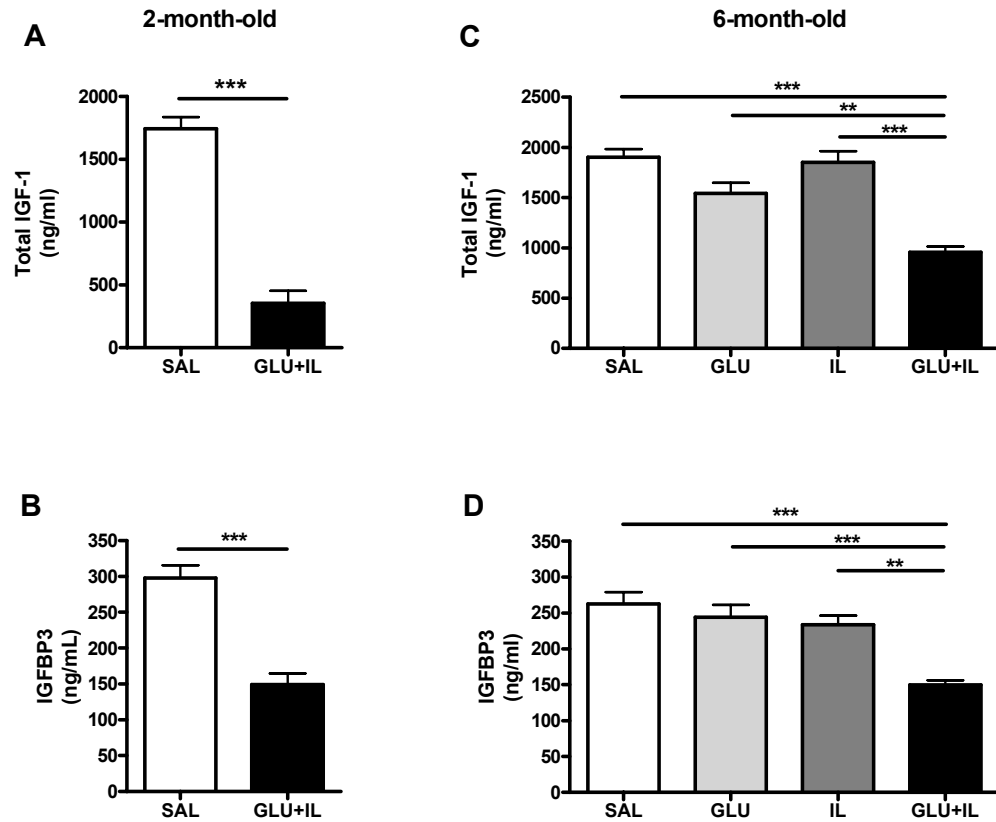 2-month-old
A
***
Total IGF-1
(ng/ml)
2000
1500
1000
500
0
SAL GLU+IL
6-month-old
C
***
**
***
Total IGF-1
(ng/ml)
2500
2000
1500
1000
500
0
SAL GLU IL GLU+IL
B
***
IGFBP3
(ng/mL)
350
300
250
200
150
100
50
0
SAL GLU+IL
D
***
***
**
IGFBP3
(ng/ml)
350
300
250
200
150
100
50
0
SAL GLU IL GLU+IL